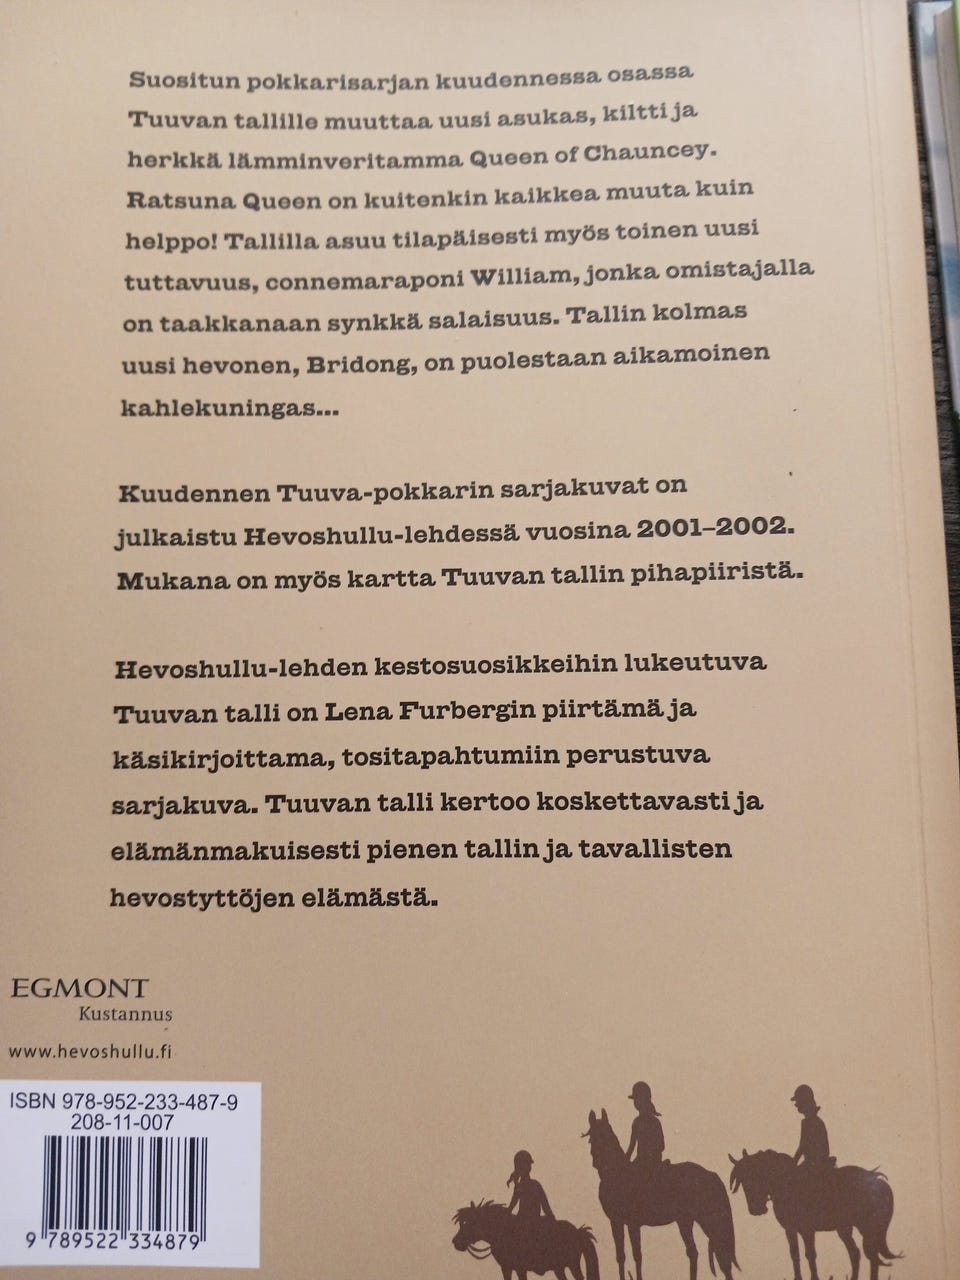 Suositun pokkarisarjan kuudennessa osassa
Tuuvan tallille muuttaa uusi asukas, kiltti ja
herkkä lämminveritamma Queen of Chauncey.
Ratsuna Queen on kuitenkin kaikkea muuta kuin
helppo! Tallilla asuu tilapäisesti myös toinen uusi
tuttavuus, connemaraponi William, jonka omistajalla
on taakkanaan synkkä salaisuus. Tallin kolmas
uusi hevonen, Bridong, on puolestaan aikamoinen
kahlekuningas...
Kuudennen Tuuva-pokkarin sarjakuvat on
julkaistu Hevoshullu-lehdessä vuosina 2001–2002.
Mukana on myös kartta Tuuvan tallin pihapiiristä.
Hevoshullu-lehden kestosuosikkeihin lukeutuva
Tuuvan talli on Lena Furbergin piirtämä ja
käsikirjoittama, tositapahtumiin perustuva
sarjakuva. Tuuvan talli kertoo koskettavasti ja
elämänmakuisesti pienen tallin ja tavallisten
hevostyttöjen elämästä.
EGMONT
Kustannus
www.hevoshullu.fi
ISBN 978-952-233-487-9
208-11-007
9 789522 334879